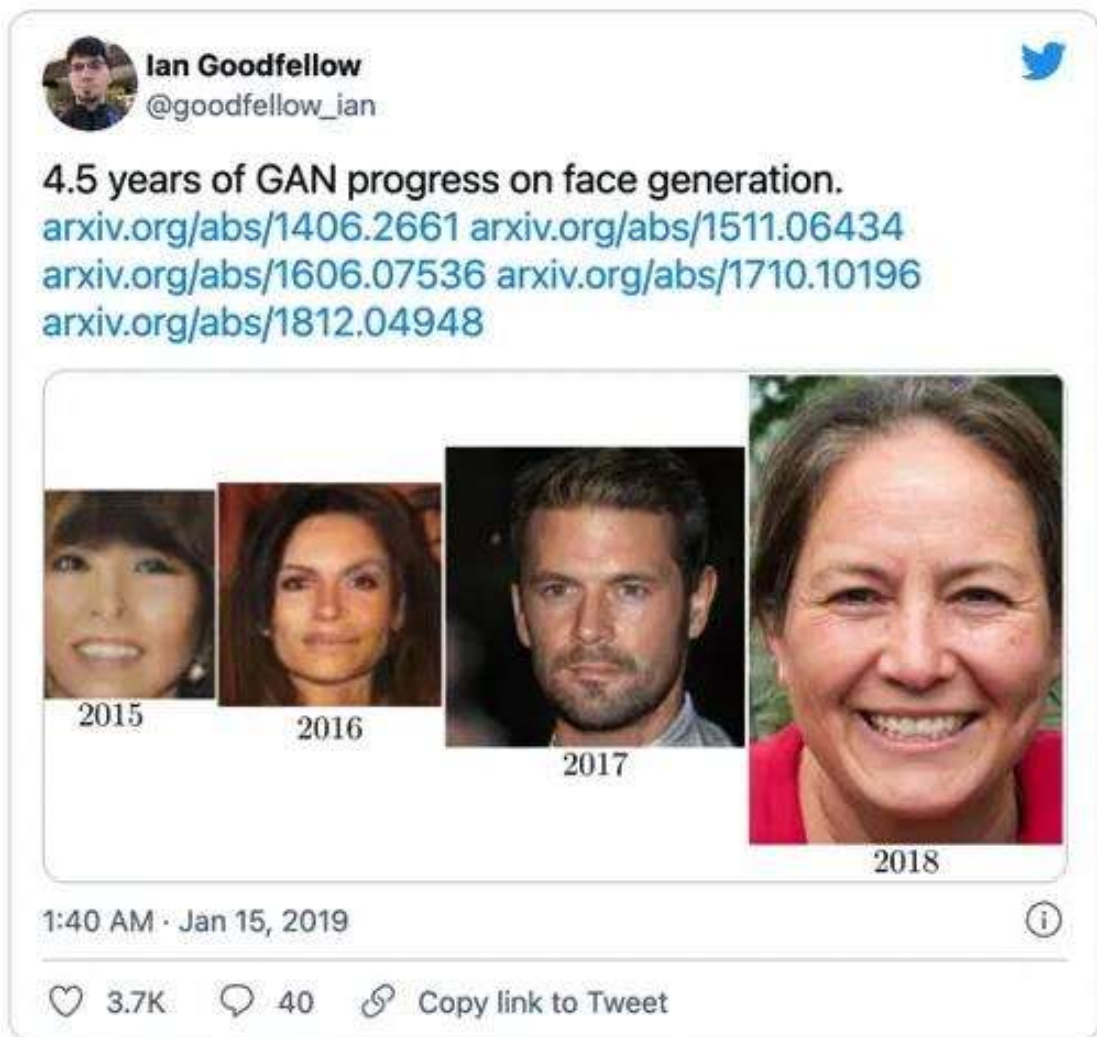 Ian Goodfellow
@goodfellow_ian
4.5 years of GAN progress on face generation.
arxiv.org/abs/1406.2661 arxiv.org/abs/1511.06434
arxiv.org/abs/1606.07536 arxiv.org/abs/1710.10196
arxiv.org/abs/1812.04948
2015
2016
2017
2018
1:40 AM · Jan 15, 2019
3.7K 40 Copy link to Tweet